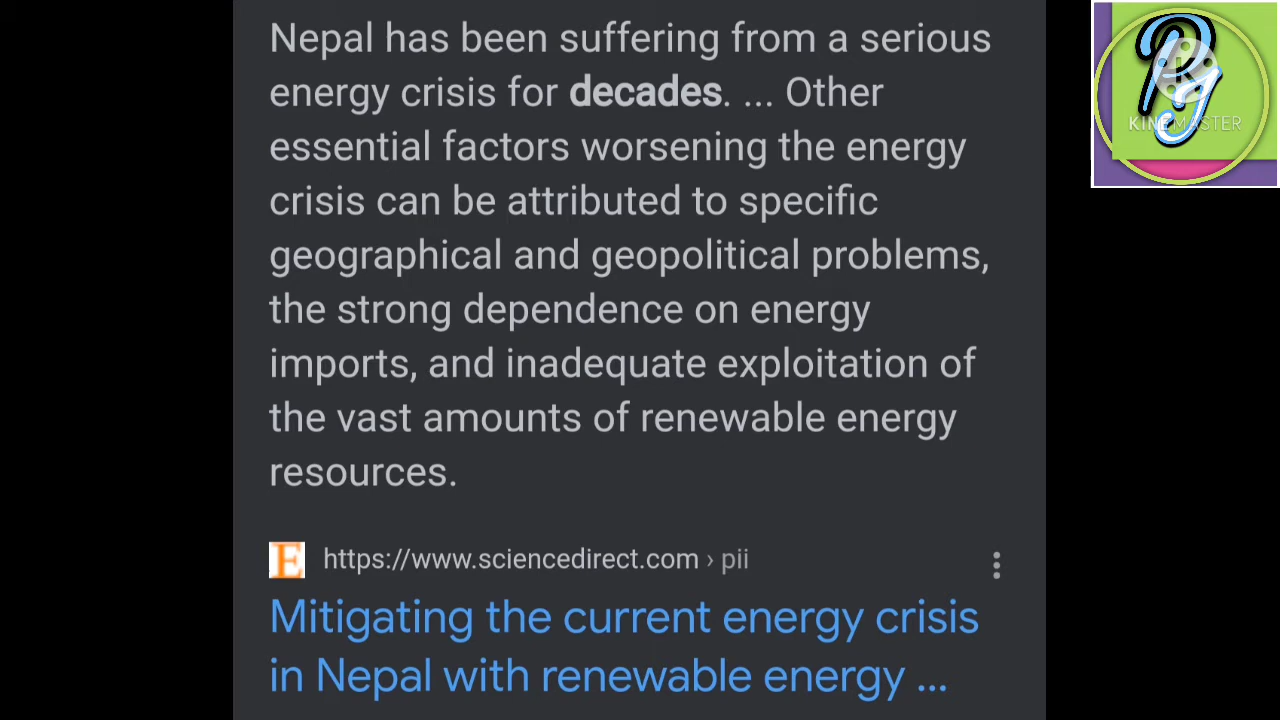 Nepal has been suffering from a serious
energy crisis for decades. ... Other
essential factors worsening the energy
crisis can be attributed to specific
geographical and geopolitical problems,
the strong dependence on energy
imports, and inadequate exploitation of
the vast amounts of renewable energy
resources.
E https://www.sciencedirect.com › pii
Mitigating the current energy crisis
in Nepal with renewable energy ...
Pg
K
KINEMASTER